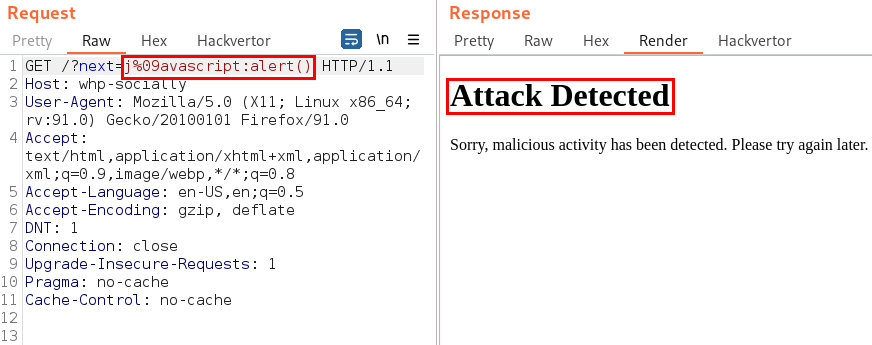 Request
Pretty Raw Hex Hackvertor \n
1 GET /?next=j%09avascript:alert() HTTP/1.1
2 Host: whp-socially
3 User-Agent: Mozilla/5.0 (X11; Linux x86_64;
rv:91.0) Gecko/20100101 Firefox/91.0
4 Accept:
text/html,application/xhtml+xml,application/
xml;q=0.9,image/webp,*/*;q=0.8
5 Accept-Language: en-US,en;q=0.5
6 Accept-Encoding: gzip, deflate
7 DNT: 1
8 Connection: close
9 Upgrade-Insecure-Requests: 1
10 Pragma: no-cache
11 Cache-Control: no-cache
12
13
Response
Pretty Raw Hex Render Hackvertor
Attack Detected
Sorry, malicious activity has been detected. Please try again later.